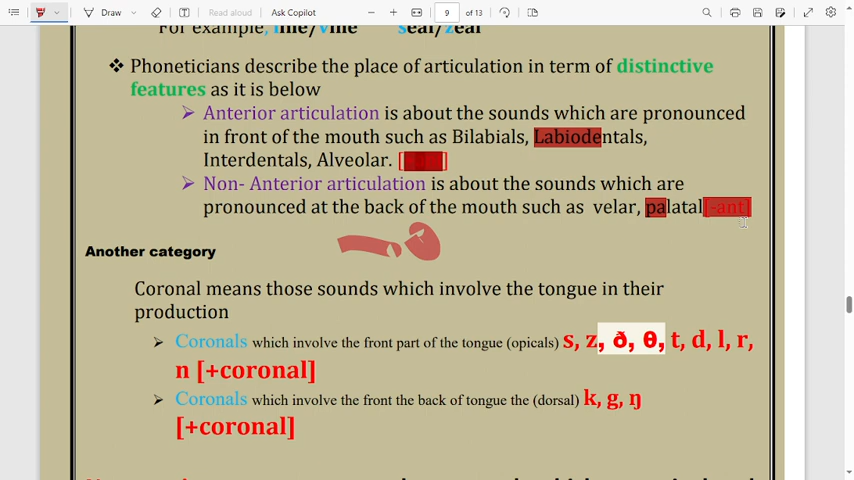 Draw
Read aloud
Ask Copilot
9 of 13
For example, fine/vine seal/zeal
❖ Phoneticians describe the place of articulation in term of distinctive
features as it is below
➢ Anterior articulation is about the sounds which are pronounced
in front of the mouth such as Bilabials, Labiodentals,
Interdentals, Alveolar. [ ]
➢ Non- Anterior articulation is about the sounds which are
pronounced at the back of the mouth such as velar, palatal[-ant]
Another category
Coronal means those sounds which involve the tongue in their
production
➢ Coronals which involve the front part of the tongue (opicals) s, z, ð, θ, t, d, l, r,
n [+coronal]
➢ Coronals which involve the front the back of tongue the (dorsal) k, g, ŋ
[+coronal]